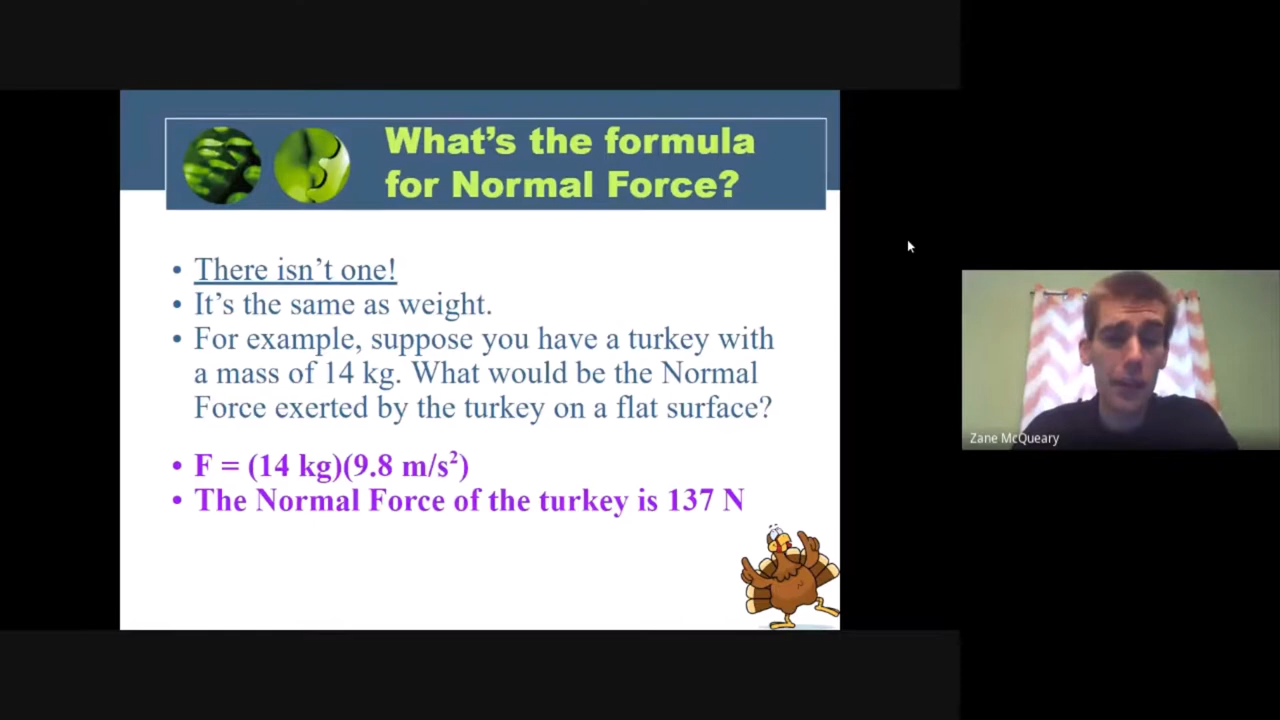 What's the formula
for Normal Force?
• There isn't one!
• It's the same as weight.
• For example, suppose you have a turkey with
a mass of 14 kg. What would be the Normal
Force exerted by the turkey on a flat surface?
• F = (14 kg)(9.8 m/s²)
• The Normal Force of the turkey is 137 N
Zane McQueary